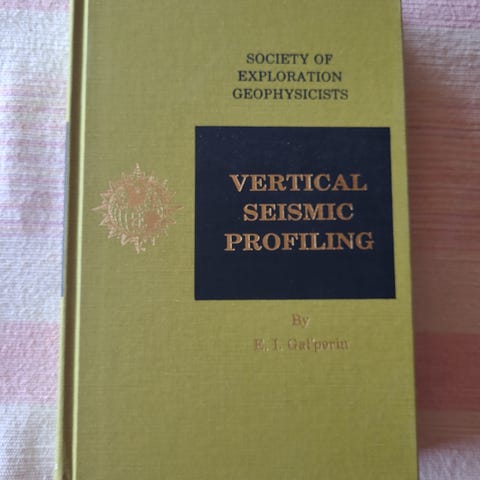 SOCIETY OF
EXPLORATION
GEOPHYSICISTS
VERTICAL
SEISMIC
PROFILING
By
E. I. Gal'perin